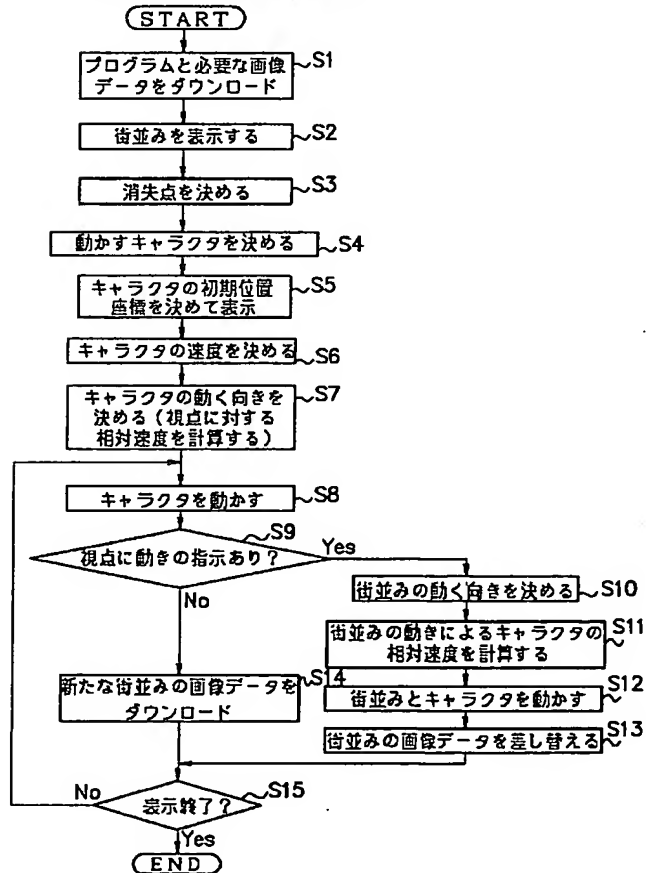 START
プログラムと必要な画像
データをダウンロード
S1
街並みを表示する
S2
消失点を決める
S3
動かすキャラクタを決める
S4
キャラクタの初期位置
座標を決めて表示
S5
キャラクタの速度を決める
S6
キャラクタの動く向きを
決める(視点に対する
相対速度を計算する)
S7
キャラクタを動かす
S8
視点に動きの指示あり?
S9
Yes
No
街並みの動く向きを決める
S10
街並みの動きによるキャラクタの
相対速度を計算する
S11
街並みとキャラクタを動かす
S12
街並みの画像データを差し替える
S13
新たな街並みの画像データを
ダウンロード
S14
表示終了?
S15
No
Yes
END